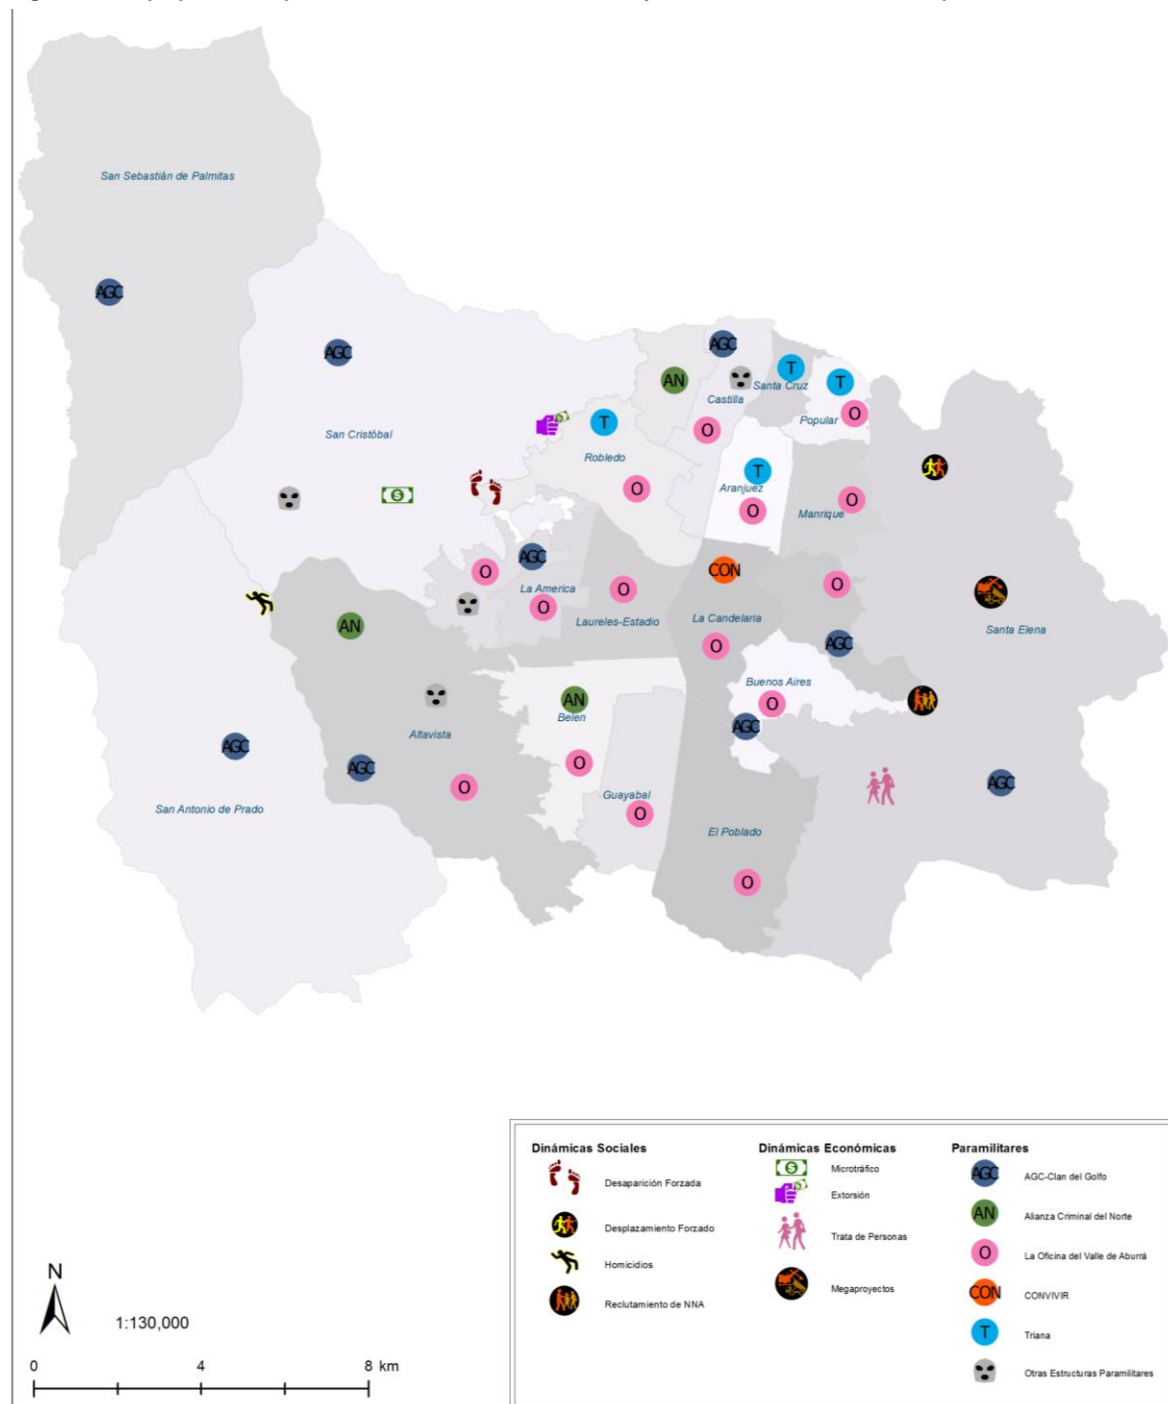 San Sebastián de Palmitas
AGC
AGC
San Cristóbal
AGC
AN
T
T
Santa Cruz
Castilla
Popular
O
O
T
Robledo
O
T
Aranjuez
O
O
Manrique
AGC
O
La America
O
O
Laureles-Estadio
CON
La Candelaria
O
O
AGC
Santa Elena
AN
Altavista
AGC
O
AN
Belen
O
Buenos Aires
O
AGC
AGC
AGC
San Antonio de Prado
Guayabal
O
El Poblado
O
Dinámicas Sociales
Desaparición Forzada
Desplazamiento Forzado
Homicidios
Reclutamiento de NNA
Dinámicas Económicas
Microtráfico
Extorsión
Trata de Personas
Megaproyectos
Paramilitares
AGC AGC-Clan del Golfo
AN Alianza Criminal del Norte
O La Oficina del Valle de Aburrá
CON CONVIVIR
T Triana
Otras Estructuras Paramilitares
N
1:130,000
0 4 8 km